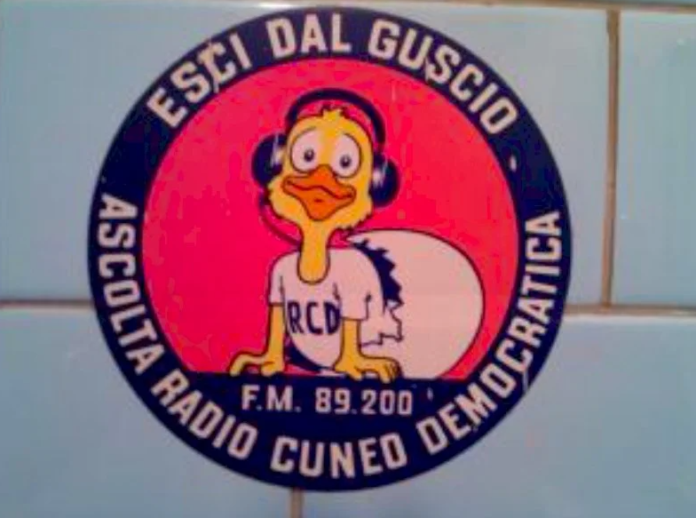 ESCI DAL GUSCIO
RCD
F.M. 89.200
ASCOLTA RADIO CUNEO DEMOCRATICA